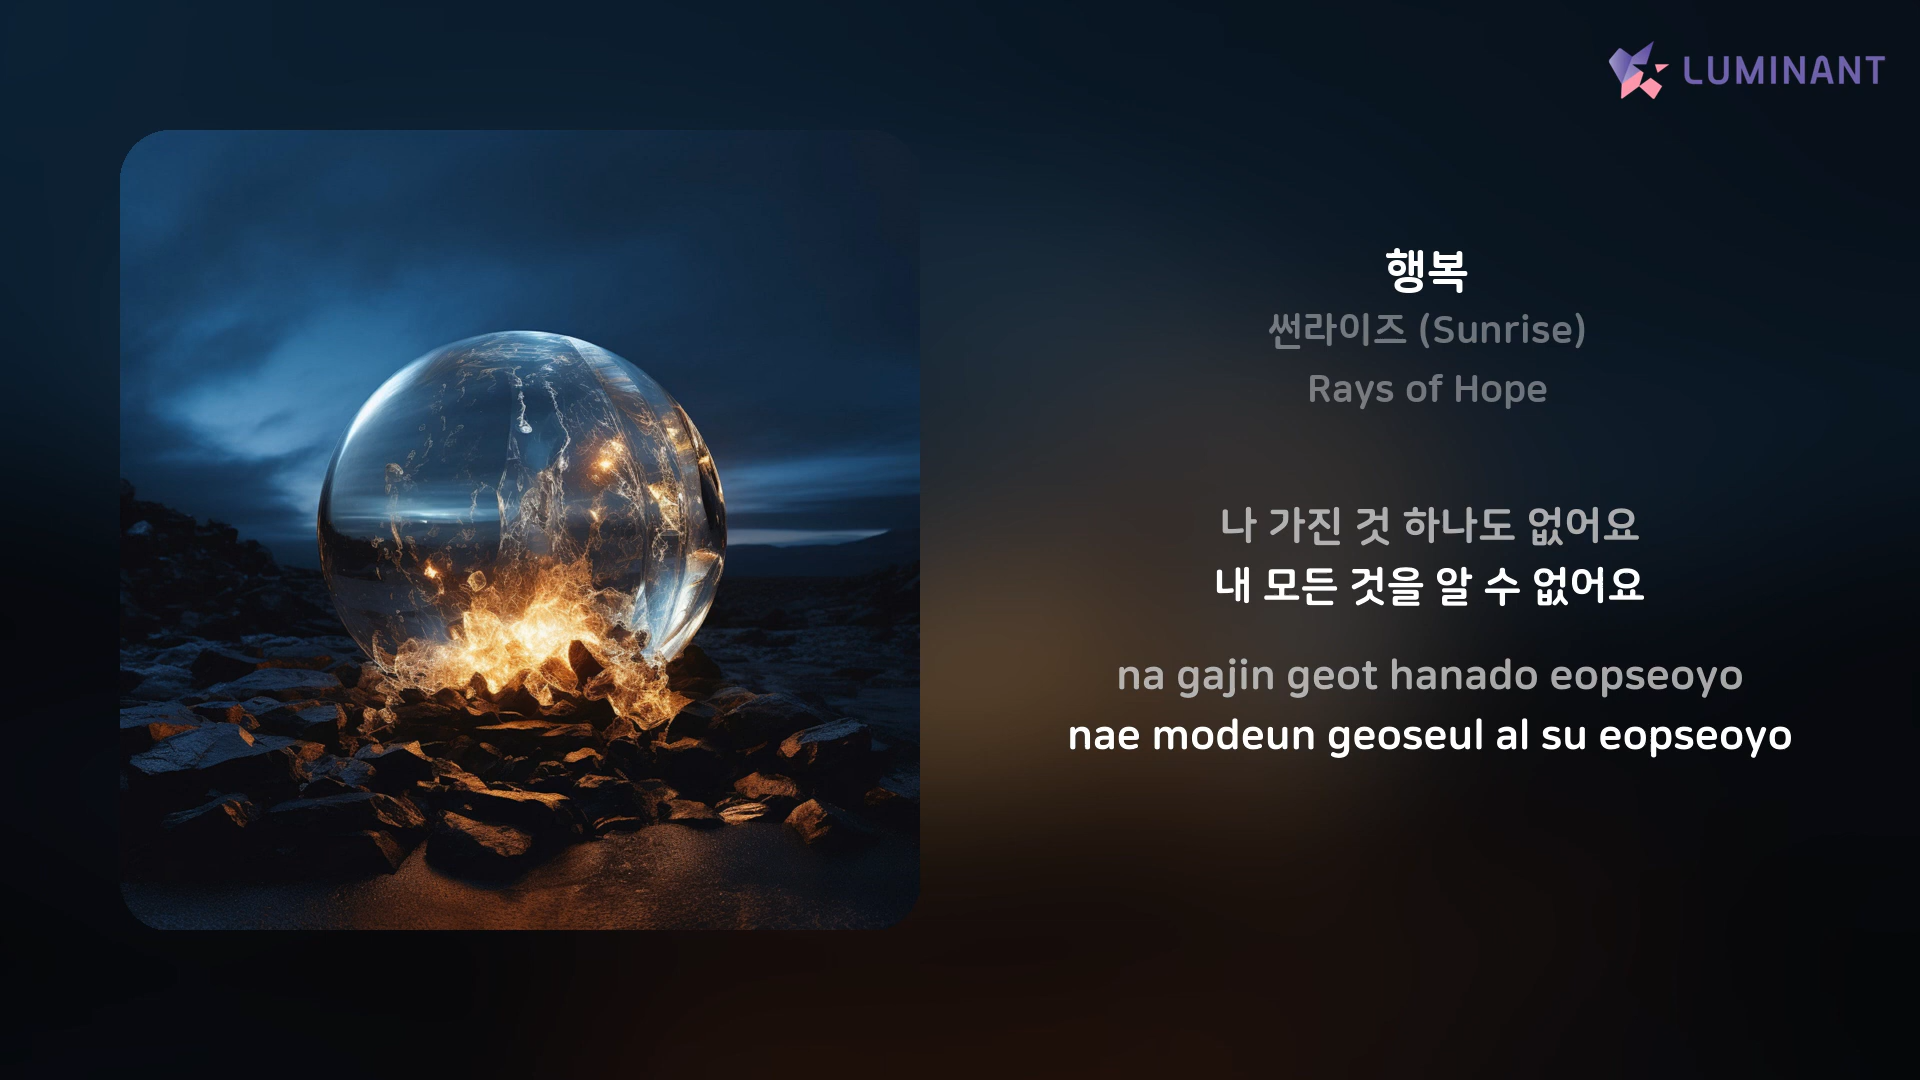 LUMINANT
행복
썬라이즈 (Sunrise)
Rays of Hope
나 가진 것 하나도 없어요
내 모든 것을 알 수 없어요
na gajin geot hanado eopseoyo
nae modeun geoseul al su eopseoyo